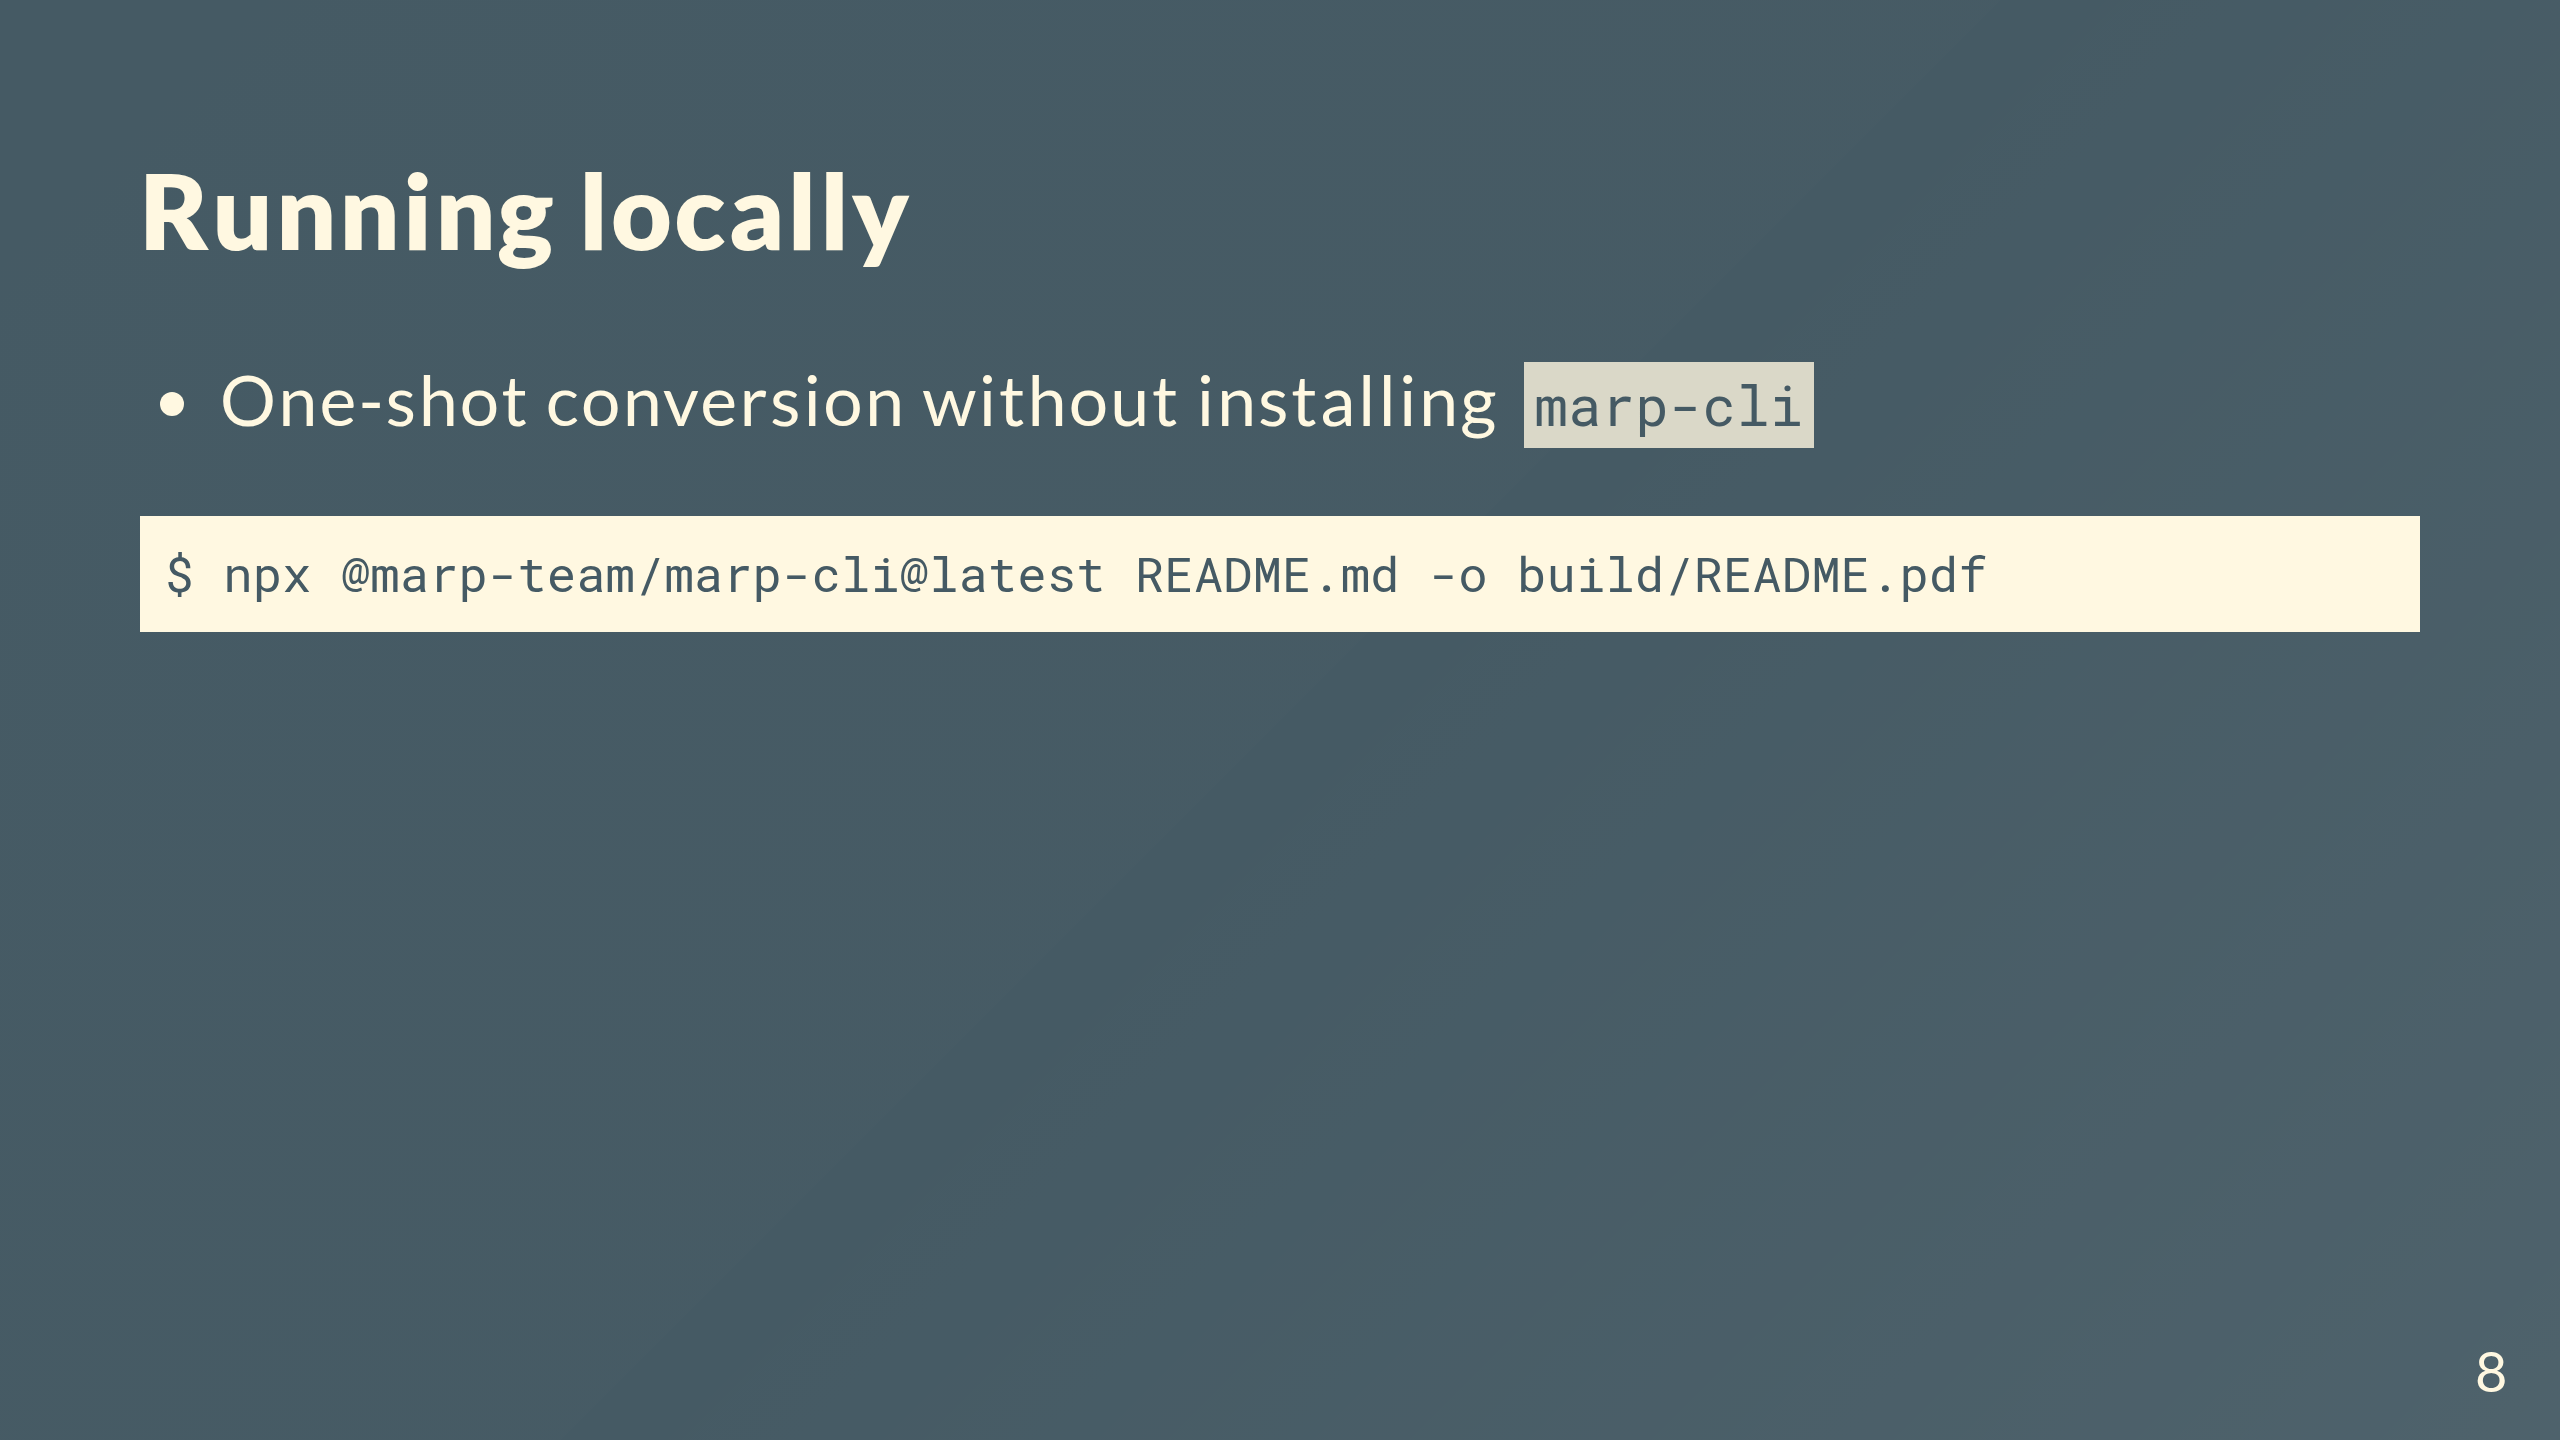 Running locally
• One-shot conversion without installing marp-cli
$ npx @marp-team/marp-cli@latest README.md -o build/README.pdf
8